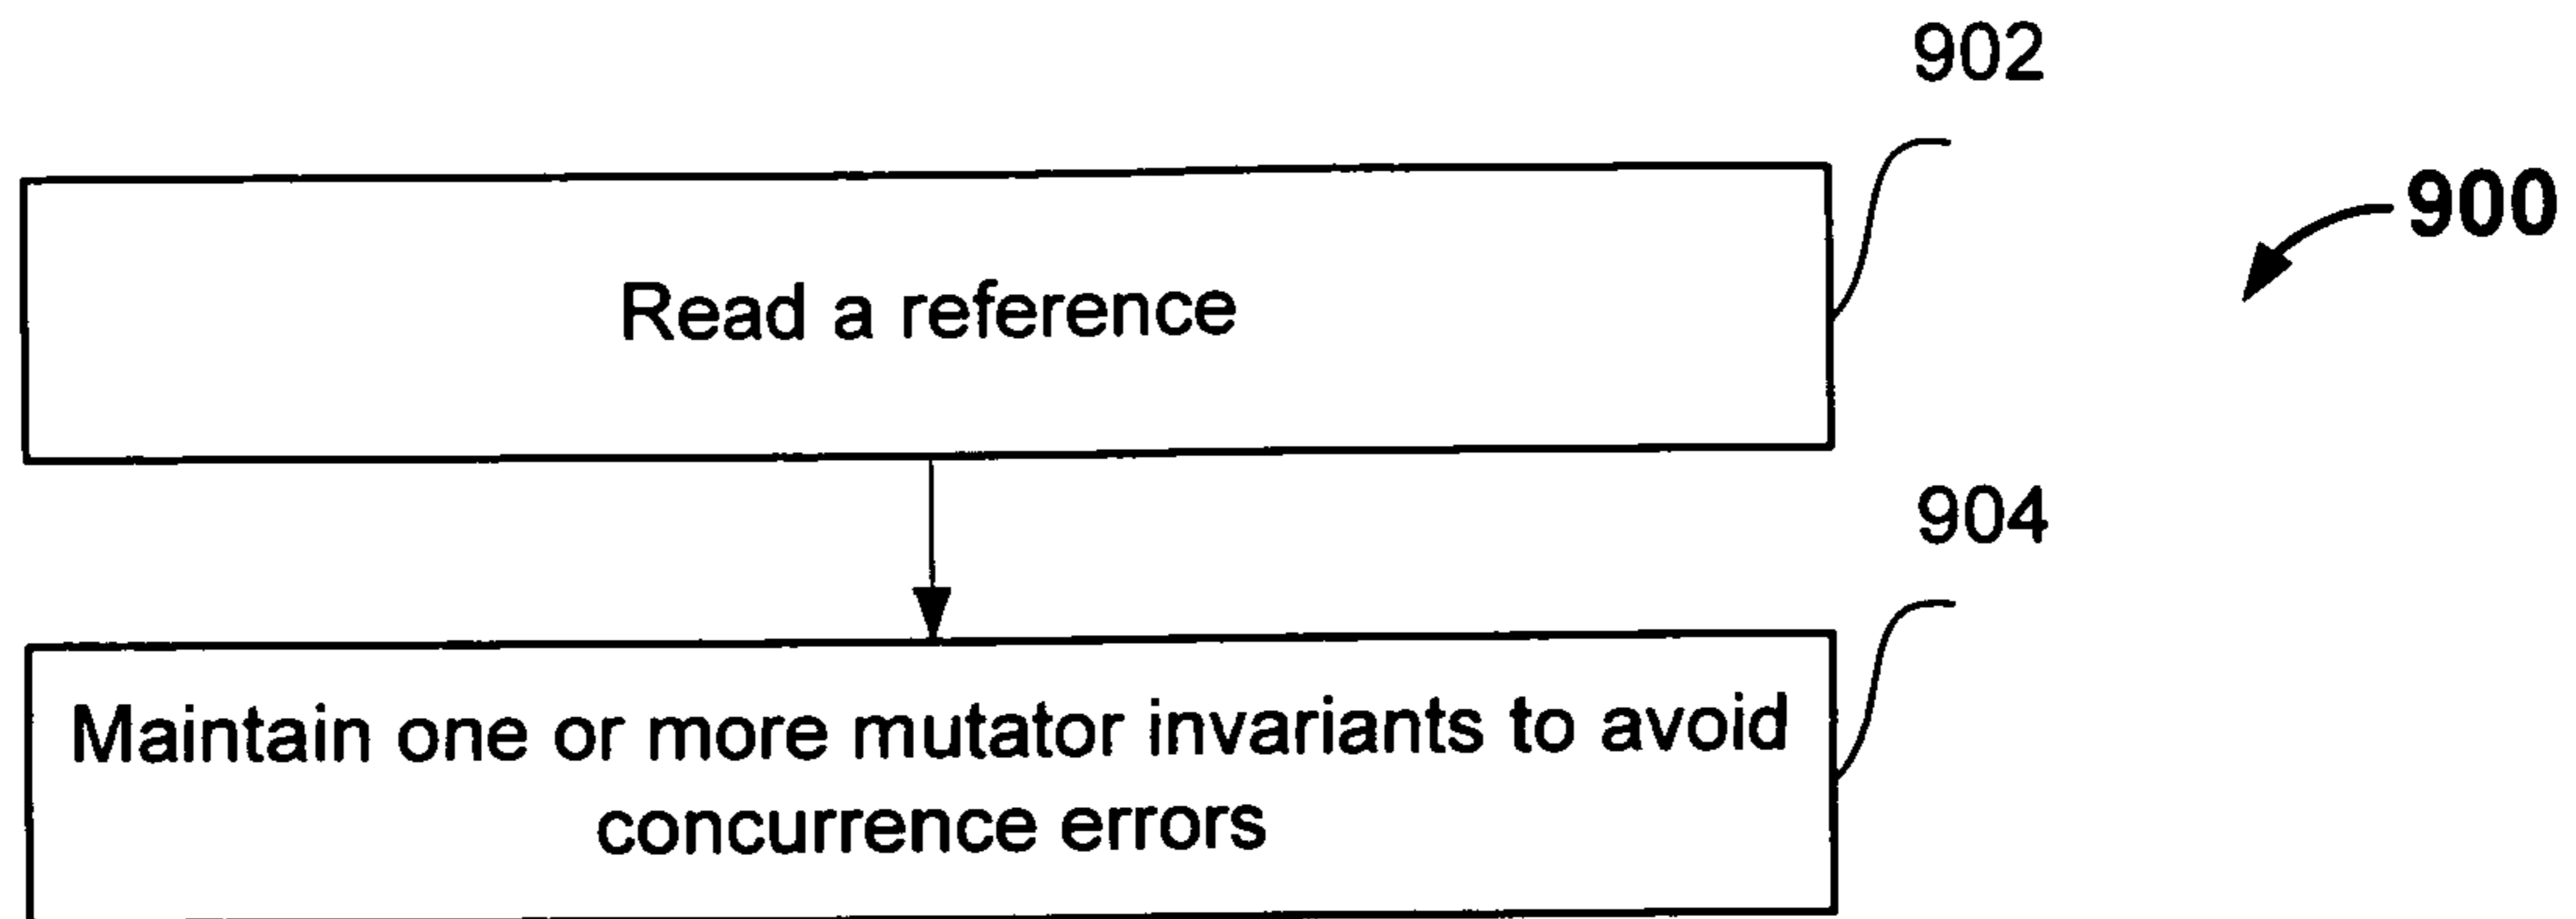 902
900
Read a reference
904
Maintain one or more mutator invariants to avoid
concurrence errors